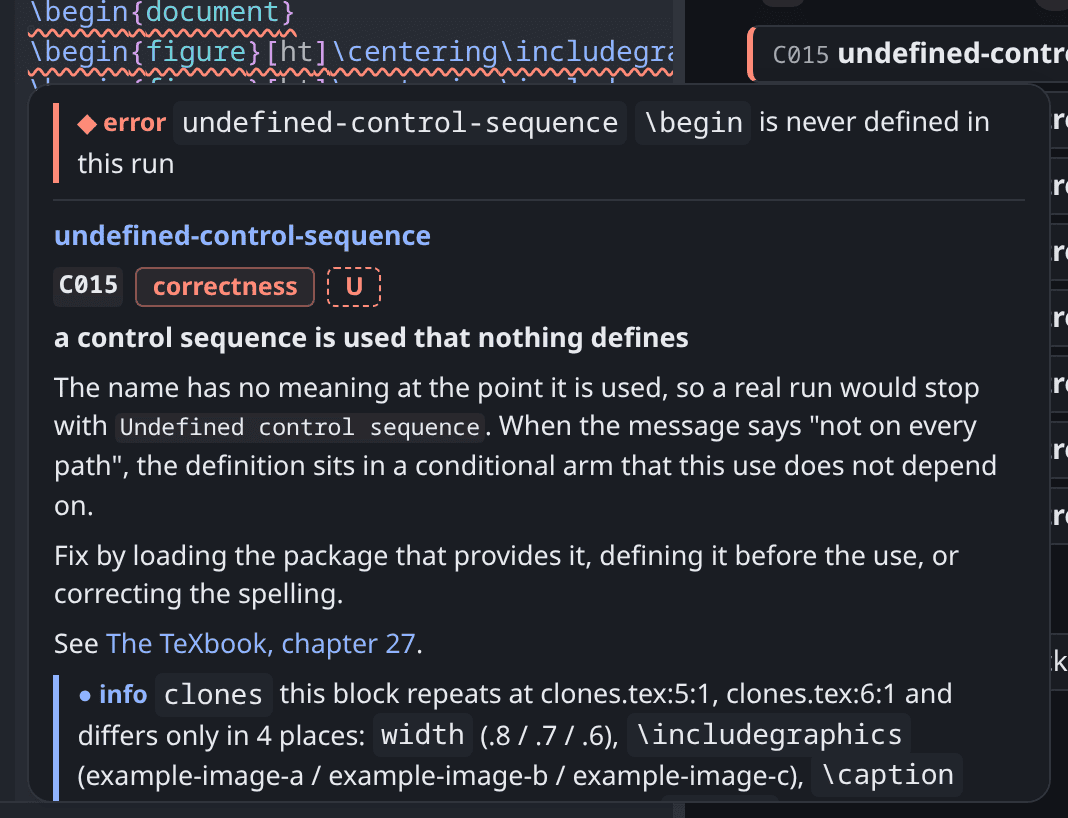 \begin{document}
\begin{figure}[ht]\centering\includegra
C015 undefined-contr
◆ error undefined-control-sequence \begin is never defined in
this run
undefined-control-sequence
C015 correctness U
a control sequence is used that nothing defines
The name has no meaning at the point it is used, so a real run would stop
with Undefined control sequence. When the message says "not on every
path", the definition sits in a conditional arm that this use does not depend
on.
Fix by loading the package that provides it, defining it before the use, or
correcting the spelling.
See The TeXbook, chapter 27.
● info clones this block repeats at clones.tex:5:1, clones.tex:6:1 and
differs only in 4 places: width (.8 / .7 / .6), \includegraphics
(example-image-a / example-image-b / example-image-c), \caption